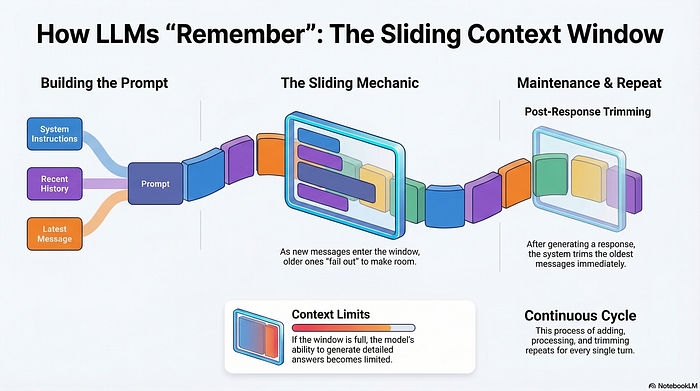 How LLMs “Remember”: The Sliding Context Window
Building the Prompt
System
Instructions
Recent
History
Latest
Message
Prompt
The Sliding Mechanic
As new messages enter the window,
older ones “fall out” to make room.
Maintenance & Repeat
Post-Response Trimming
After generating a response,
the system trims the oldest
messages immediately.
Context Limits
If the window is full, the model's
ability to generate detailed
answers becomes limited.
Continuous Cycle
This process of adding,
processing, and trimming
repeats for every single turn.
NotebookLM